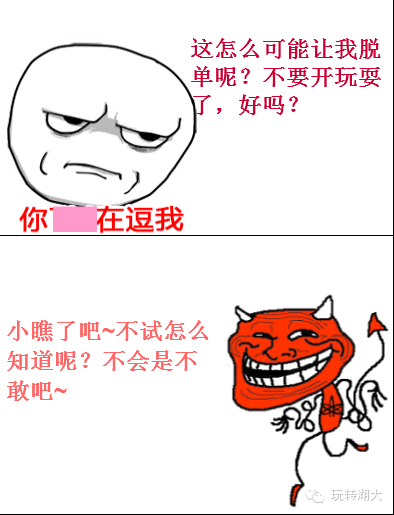 这怎么可能让我脱
单呢？不要开玩耍
了，好吗？
你 在逗我
小瞧了吧~不试怎么
知道呢？不会是不
敢吧~
玩转湖大